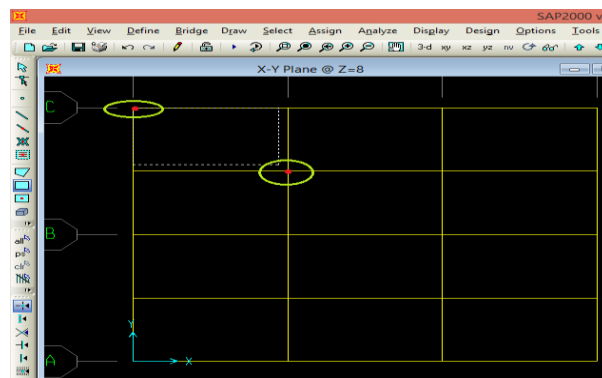 SAP2000 v
File Edit View Define Bridge Draw Select Assign Analyze Display Design Options Tools
3-d xy xz yz nv
X-Y Plane @ Z=8
C
all
ps
clr
B
Y
X
A